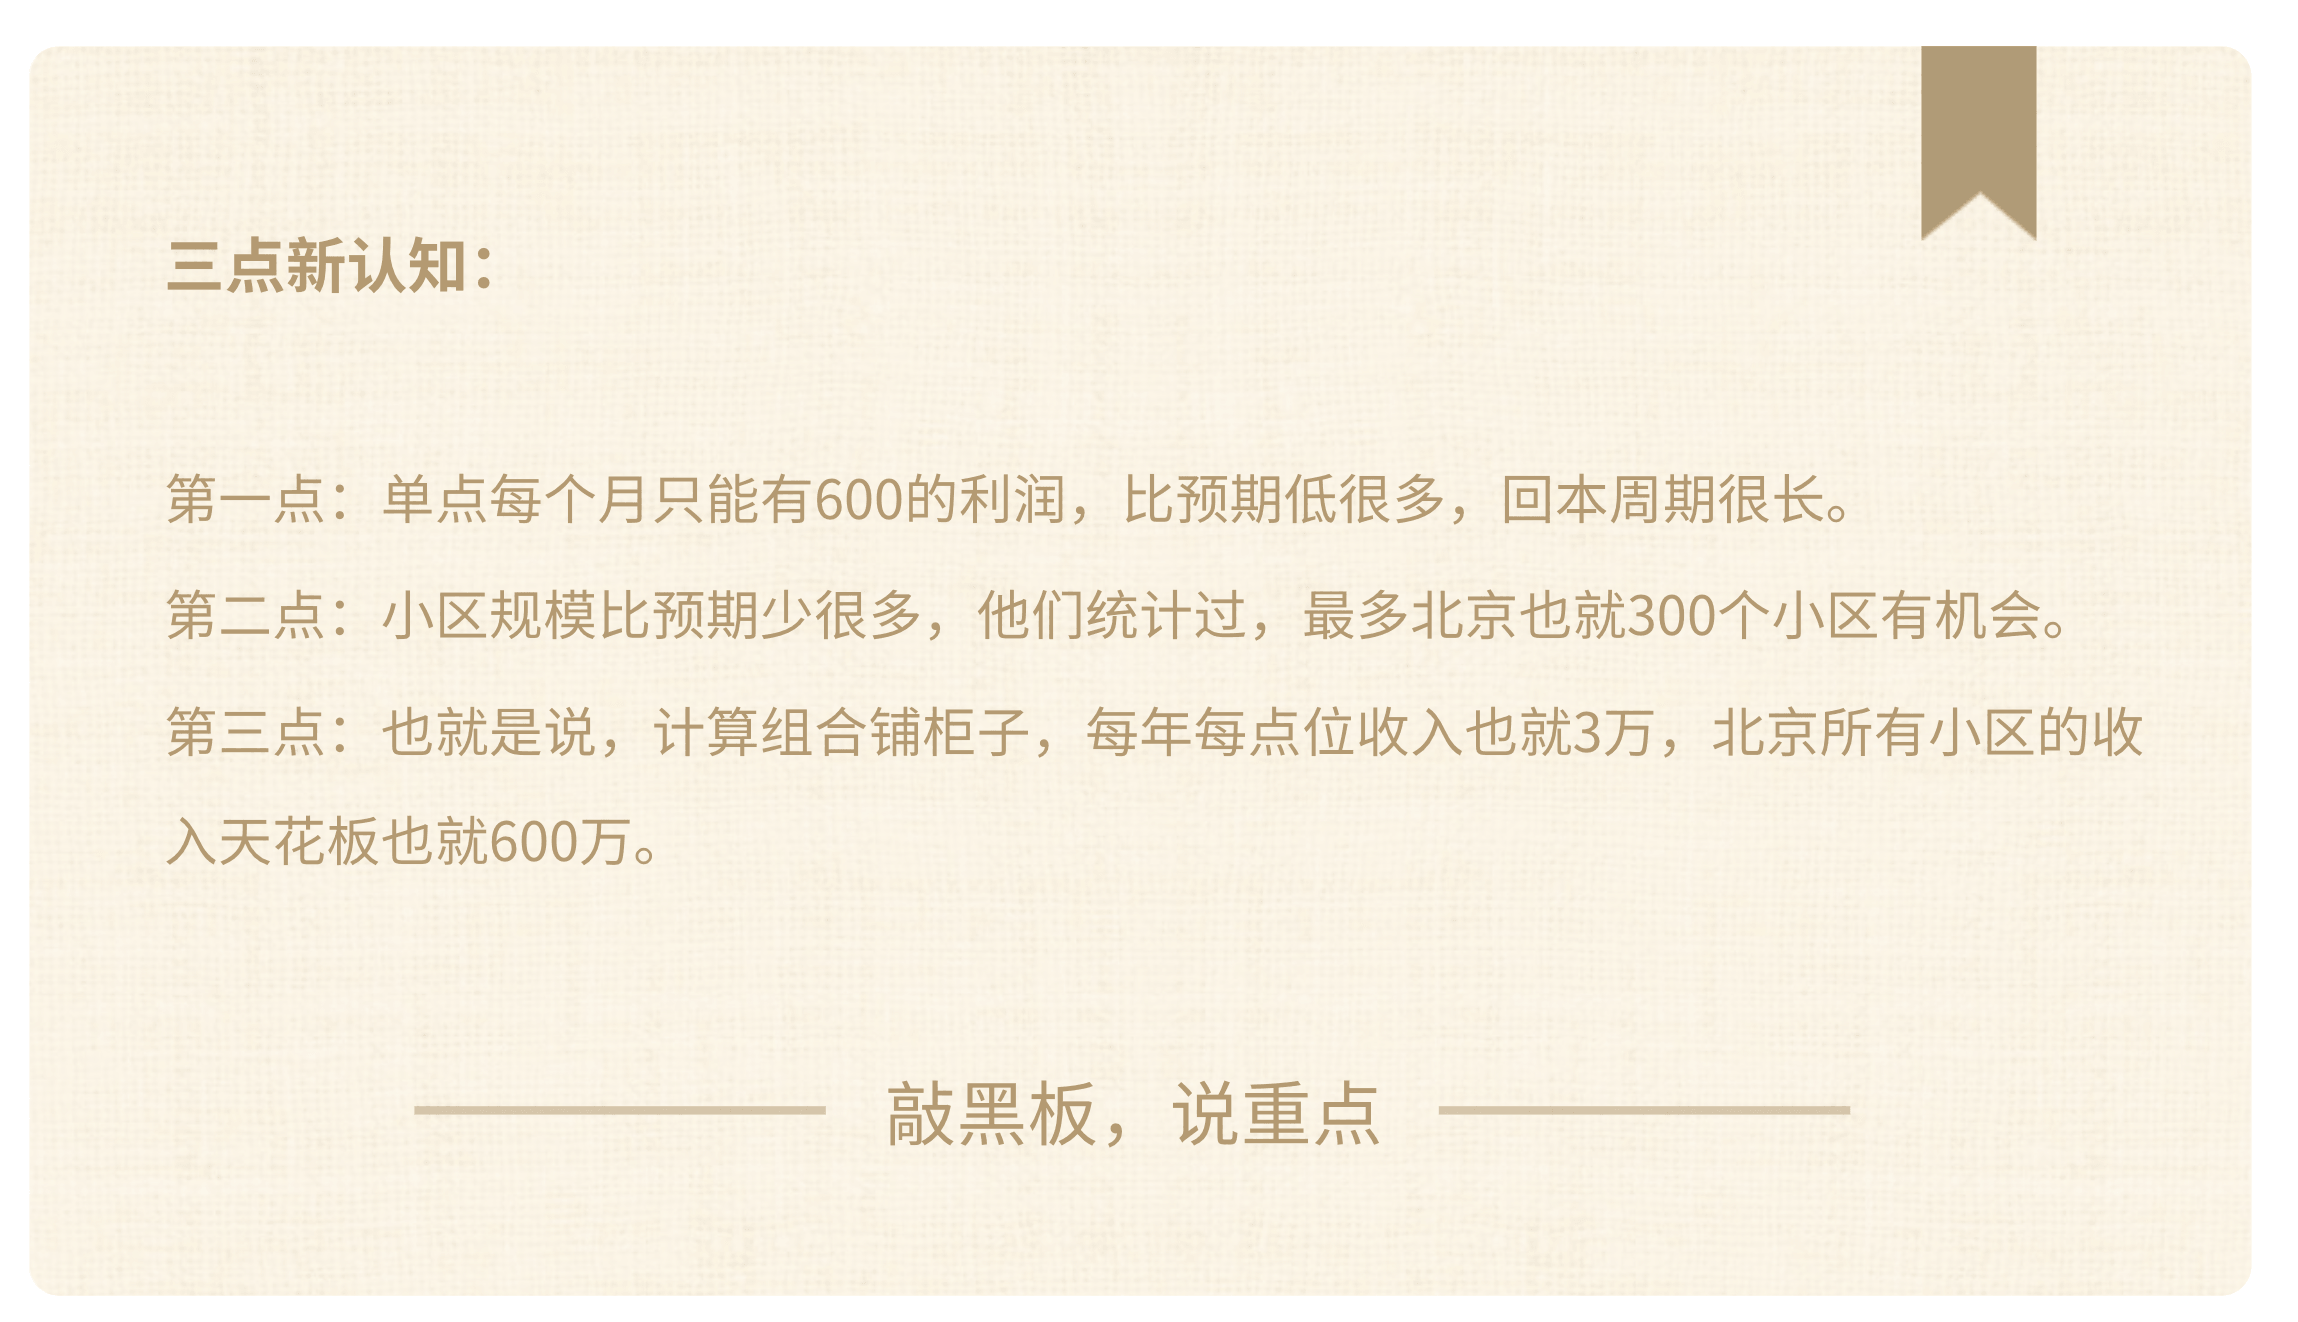 三点新认知：
第一点：单点每个月只能有600的利润，比预期低很多，回本周期很长。
第二点：小区规模比预期少很多，他们统计过，最多北京也就300个小区有机会。
第三点：也就是说，计算组合铺柜子，每年每点位收入也就3万，北京所有小区的收
入天花板也就600万。
敲黑板，说重点